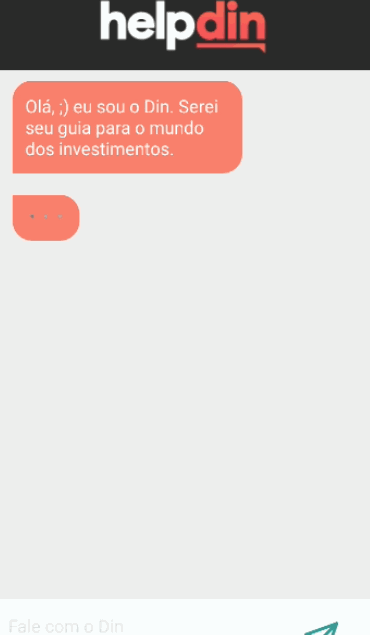 helpdin
Olá, ;) eu sou o Din. Serei
seu guia para o mundo
dos investimentos.
Fale com o Din